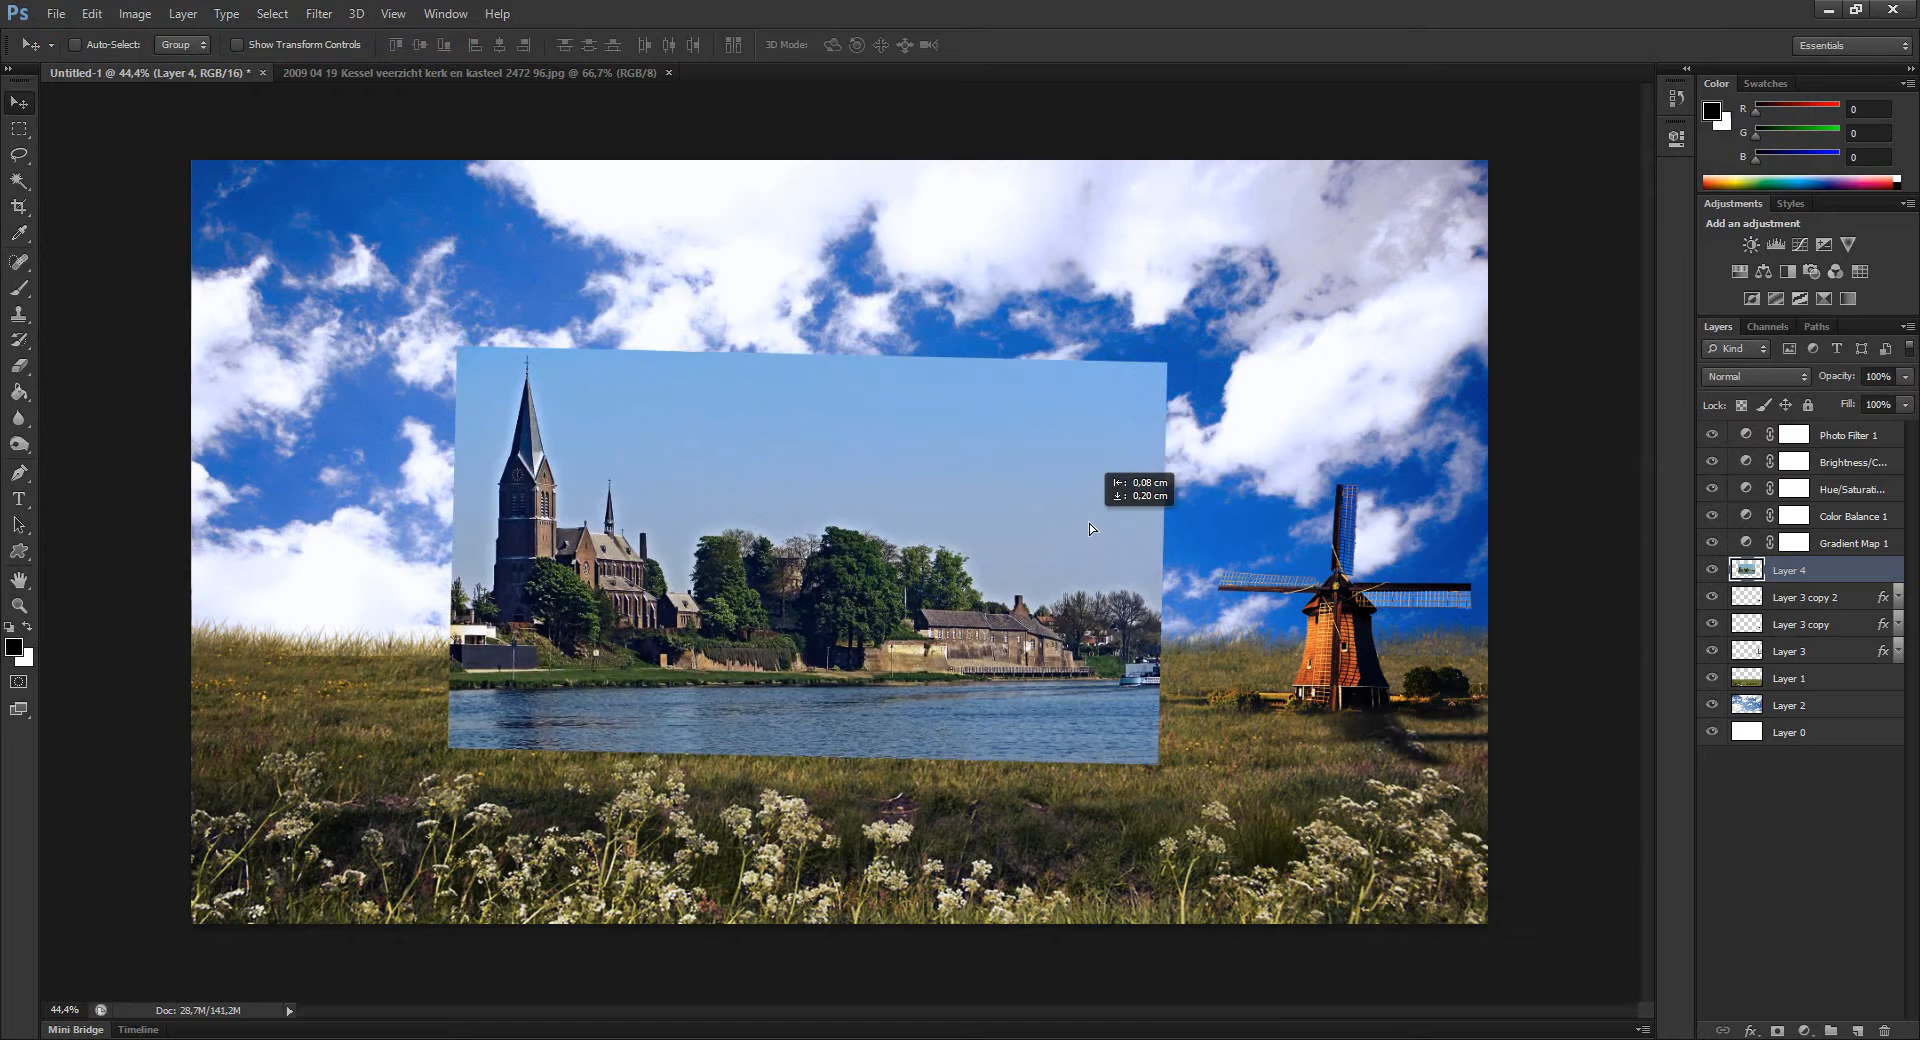 Ps File Edit Image Layer Type Select Filter 3D View Window Help
Auto-Select: Group Show Transform Controls 3D Mode: Essentials
Untitled-1 @ 44,4% (Layer 4, RGB/16) * × 2009 04 19 Kessel veerzicht kerk en kasteel 2472 96.jpg @ 66,7% (RGB/8) ×
Color Swatches
R 0
G 0
B 0
Adjustments Styles
Add an adjustment
Layers Channels Paths
Kind
Normal Opacity: 100%
Lock: Fill: 100%
Photo Filter 1
Brightness/C...
Hue/Saturati...
Color Balance 1
Gradient Map 1
Layer 4
Layer 3 copy 2 fx
Layer 3 copy fx
Layer 3 fx
Layer 1
Layer 2
Layer 0
0,08 cm
0,20 cm
44,4% Doc: 28,7M/141,2M
Mini Bridge Timeline
fx